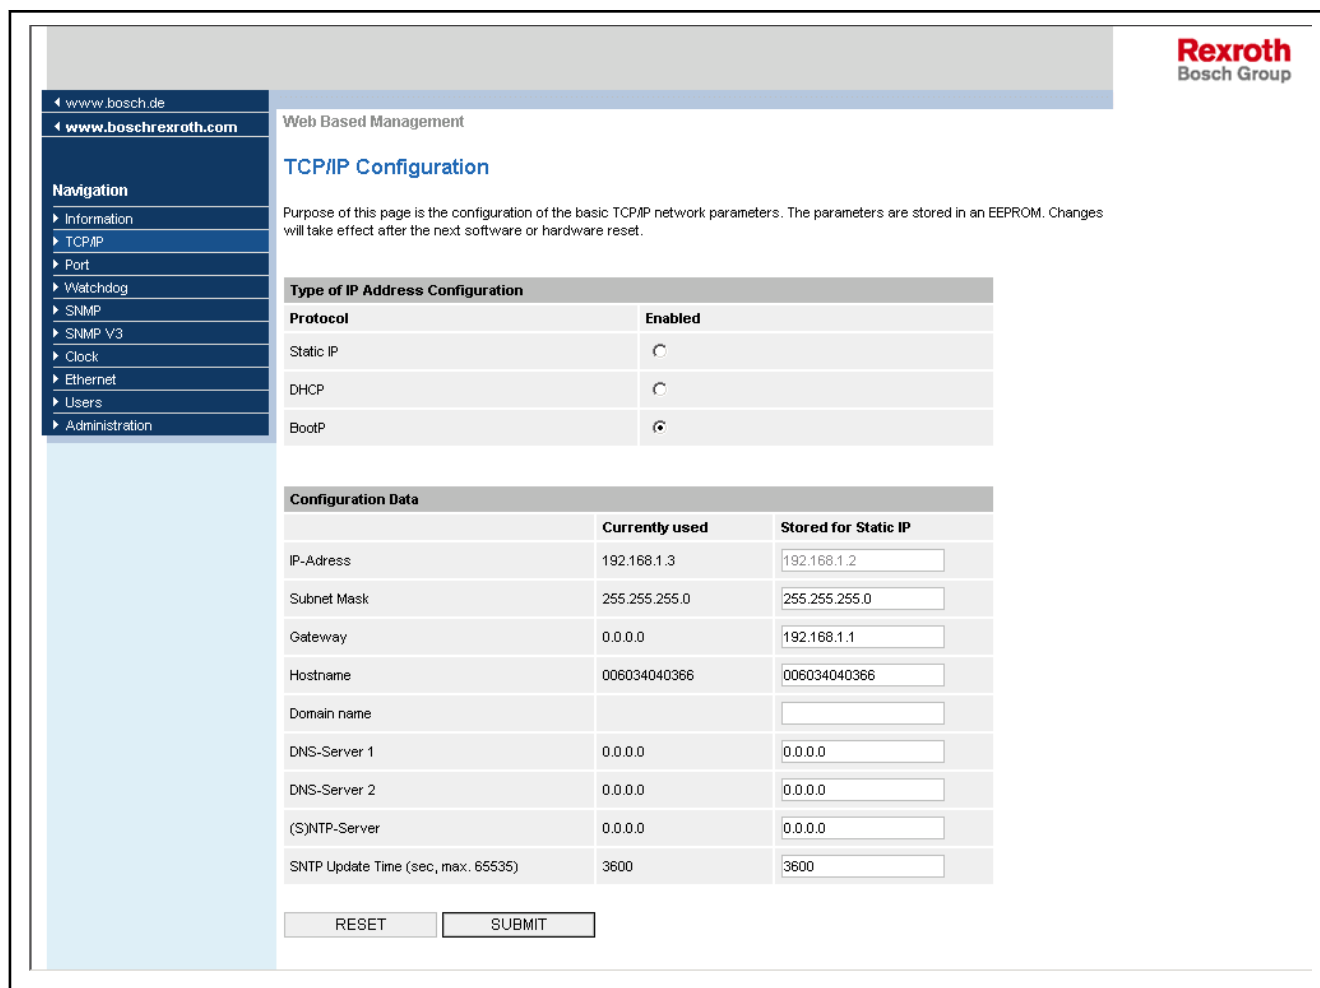 Rexroth
Bosch Group
www.bosch.de
www.boschrexroth.com
Navigation
Information
TCP/IP
Port
Watchdog
SNMP
SNMP V3
Clock
Ethernet
Users
Administration
Web Based Management
TCP/IP Configuration
Purpose of this page is the configuration of the basic TCP/IP network parameters. The parameters are stored in an EEPROM. Changes
will take effect after the next software or hardware reset.
Type of IP Address Configuration
Protocol Enabled
Static IP
DHCP
BootP
Configuration Data
Currently used Stored for Static IP
IP-Adress 192.168.1.3 192.168.1.2
Subnet Mask 255.255.255.0 255.255.255.0
Gateway 0.0.0.0 192.168.1.1
Hostname 006034040366 006034040366
Domain name
DNS-Server 1 0.0.0.0 0.0.0.0
DNS-Server 2 0.0.0.0 0.0.0.0
(S)NTP-Server 0.0.0.0 0.0.0.0
SNTP Update Time (sec, max. 65535) 3600 3600
RESET SUBMIT